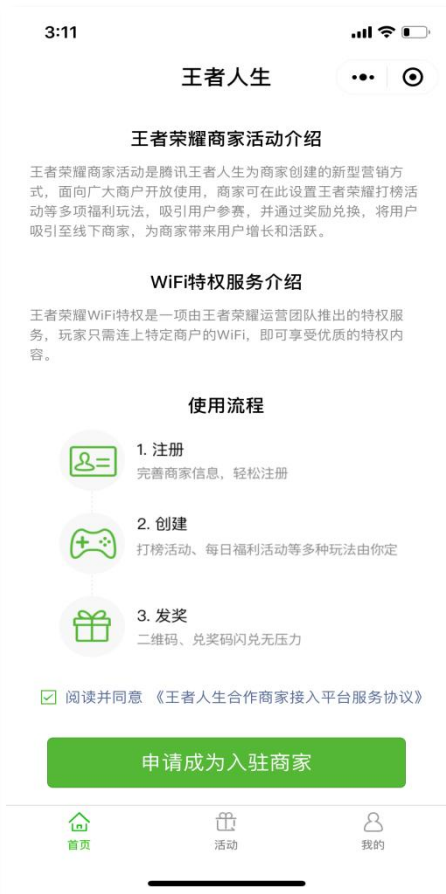 3:11
王者人生
王者荣耀商家活动介绍
王者荣耀商家活动是腾讯王者人生为商家创建的新型营销方
式，面向广大商户开放使用，商家可在此设置王者荣耀打榜活
动等多项福利玩法，吸引用户参赛，并通过奖励兑换，将用户
吸引至线下商家，为商家带来用户增长和活跃。
WiFi特权服务介绍
王者荣耀WiFi特权是一项由王者荣耀运营团队推出的特权服
务，玩家只需连上特定商户的WiFi，即可享受优质的特权内
容。
使用流程
1. 注册
完善商家信息，轻松注册
2. 创建
打榜活动、每日福利活动等多种玩法由你定
3. 发奖
二维码、兑奖码闪兑无压力
阅读并同意 《王者人生合作商家接入平台服务协议》
申请成为入驻商家
首页
活动
我的